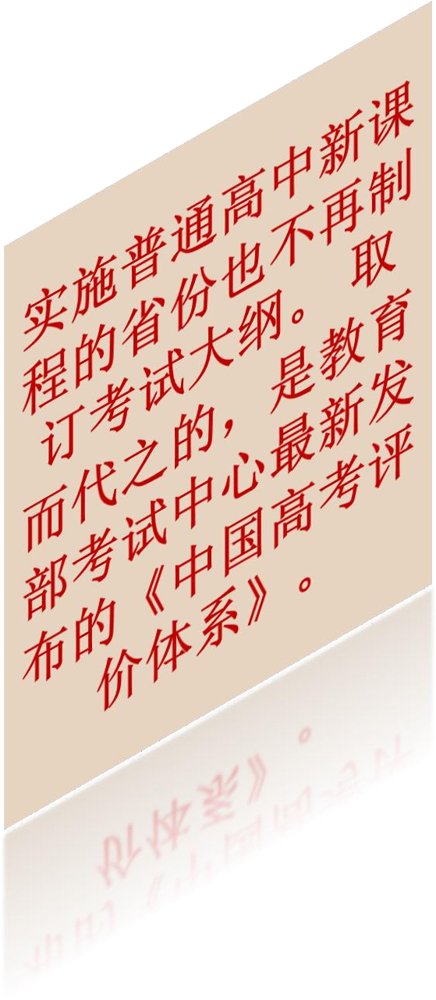 实施普通高中新课
程的省份也不再制
订考试大纲。 取
而代之的，是教育
部考试中心最新发
布的《中国高考评
价体系》。